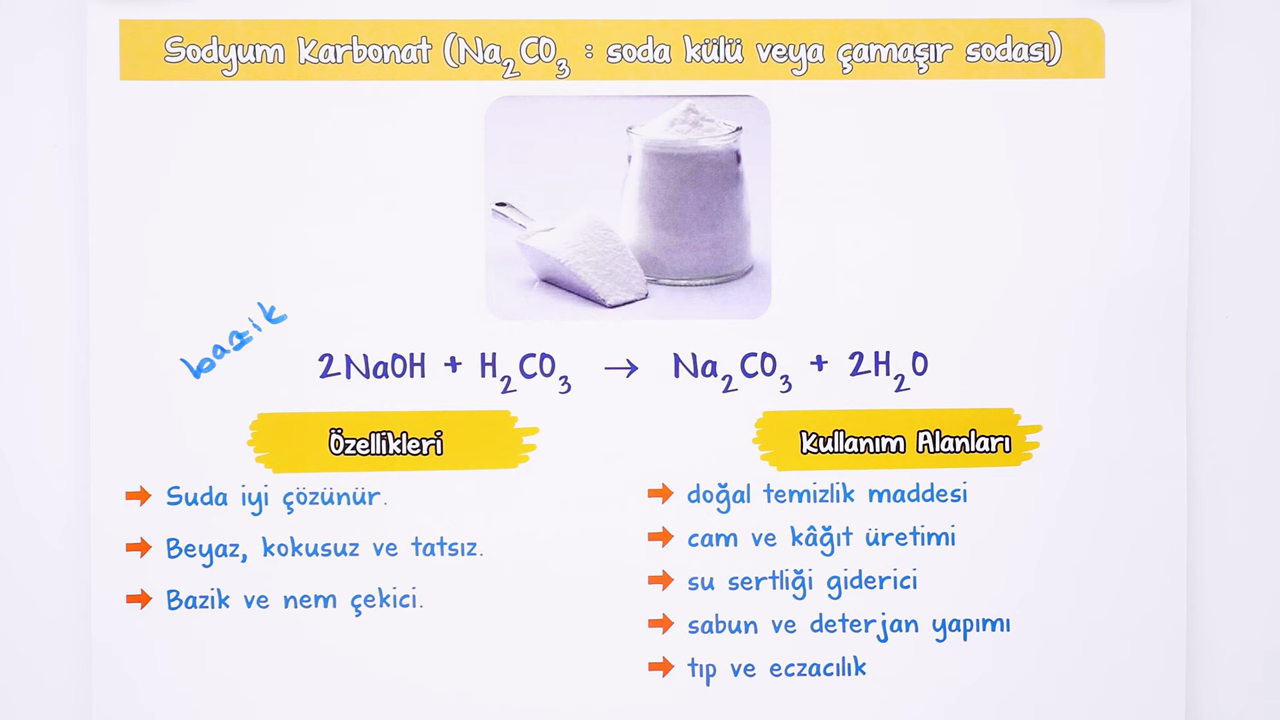 Sodyum Karbonat (Na₂CO₃ : soda külü veya çamaşır sodası)
bazik
2NaOH + H₂CO₃ → Na₂CO₃ + 2H₂O
Özellikleri
Suda iyi çözünür.
Beyaz, kokusuz ve tatsız.
Bazik ve nem çekici.
Kullanım Alanları
doğal temizlik maddesi
cam ve kâğıt üretimi
su sertliği giderici
sabun ve deterjan yapımı
tıp ve eczacılık